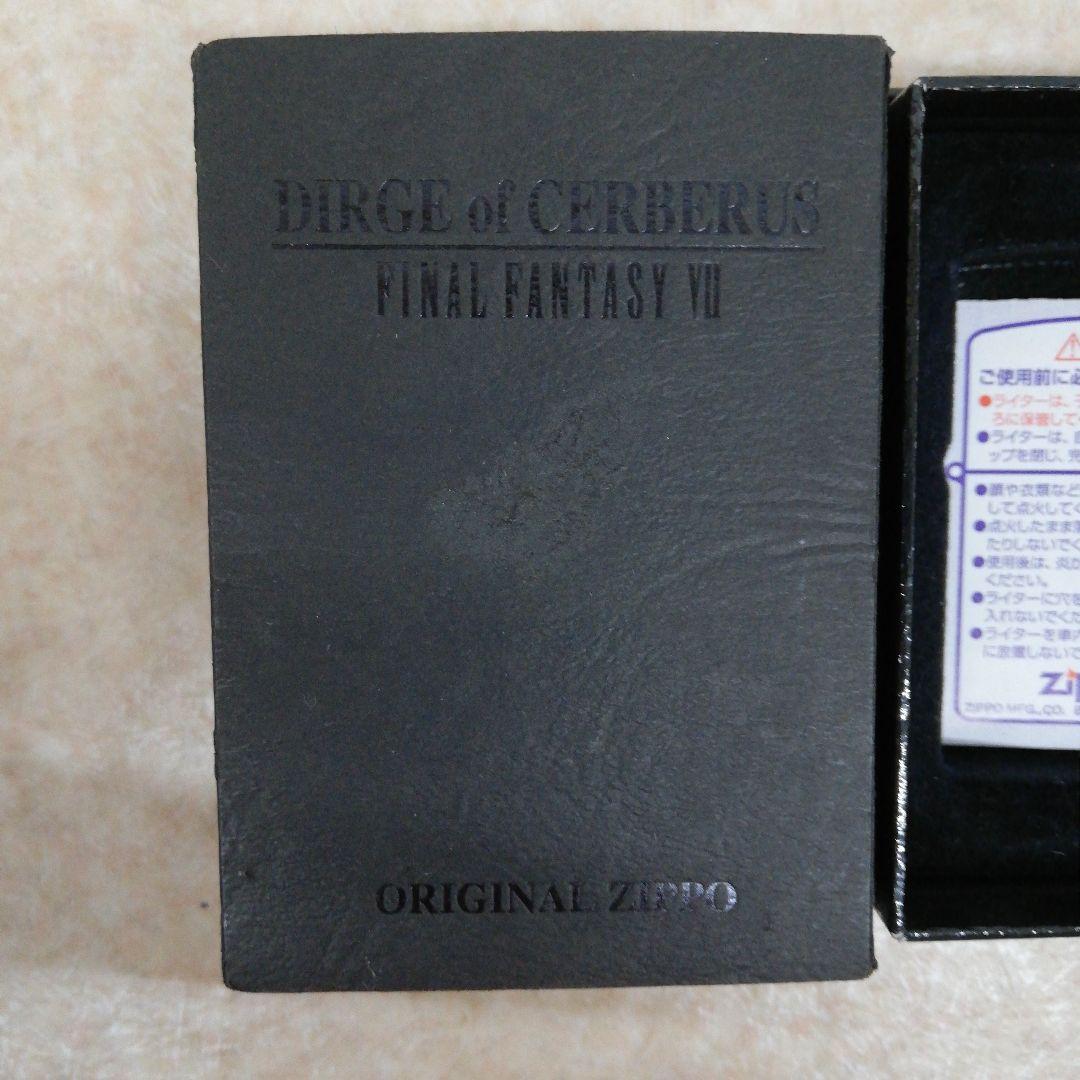 DIRGE of CERBERUS
FINAL FANTASY VII
ORIGINAL ZIPPO
ご使用前に必
●ライターは、
ろに保管して
●ライターは、
ップを閉じ、充
●顔や衣類など
して点火してく
●点火したまま
たりしないでく
●使用後は、炎が
ください。
●ライターに穴を
入れないでくだ
●ライターを車内
に放置しないで
Zip
ZIPPO MFG., CO.